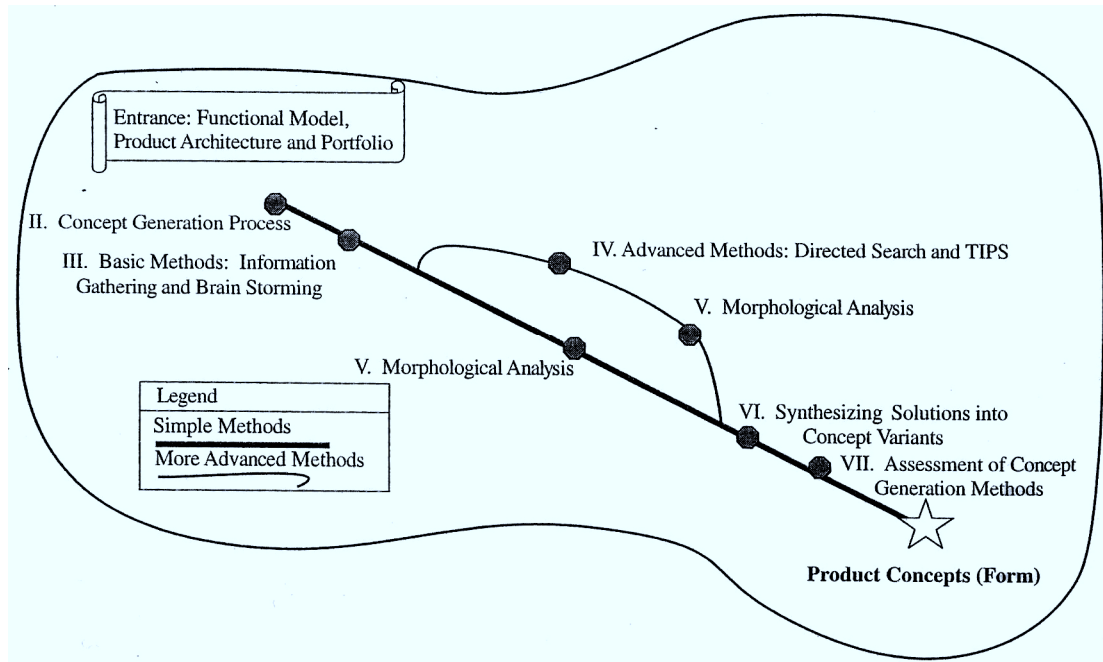 Entrance: Functional Model,
Product Architecture and Portfolio
II. Concept Generation Process
III. Basic Methods: Information
Gathering and Brain Storming
IV. Advanced Methods: Directed Search and TIPS
V. Morphological Analysis
V. Morphological Analysis
Legend
Simple Methods
More Advanced Methods
VI. Synthesizing Solutions into
Concept Variants
VII. Assessment of Concept
Generation Methods
Product Concepts (Form)